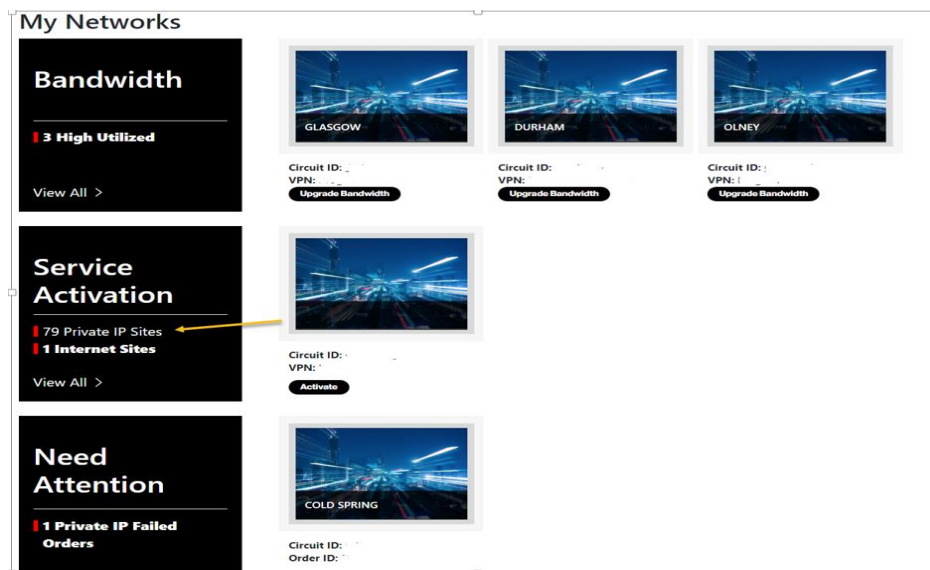 My Networks
Bandwidth
3 High Utilized
View All >
GLASGOW
Circuit ID:
VPN:
Upgrade Bandwidth
DURHAM
Circuit ID:
VPN:
Upgrade Bandwidth
OLNEY
Circuit ID:
VPN:
Upgrade Bandwidth
Service
Activation
79 Private IP Sites
1 Internet Sites
View All >
Circuit ID:
VPN:
Activate
Need
Attention
1 Private IP Failed
Orders
COLD SPRING
Circuit ID:
Order ID: